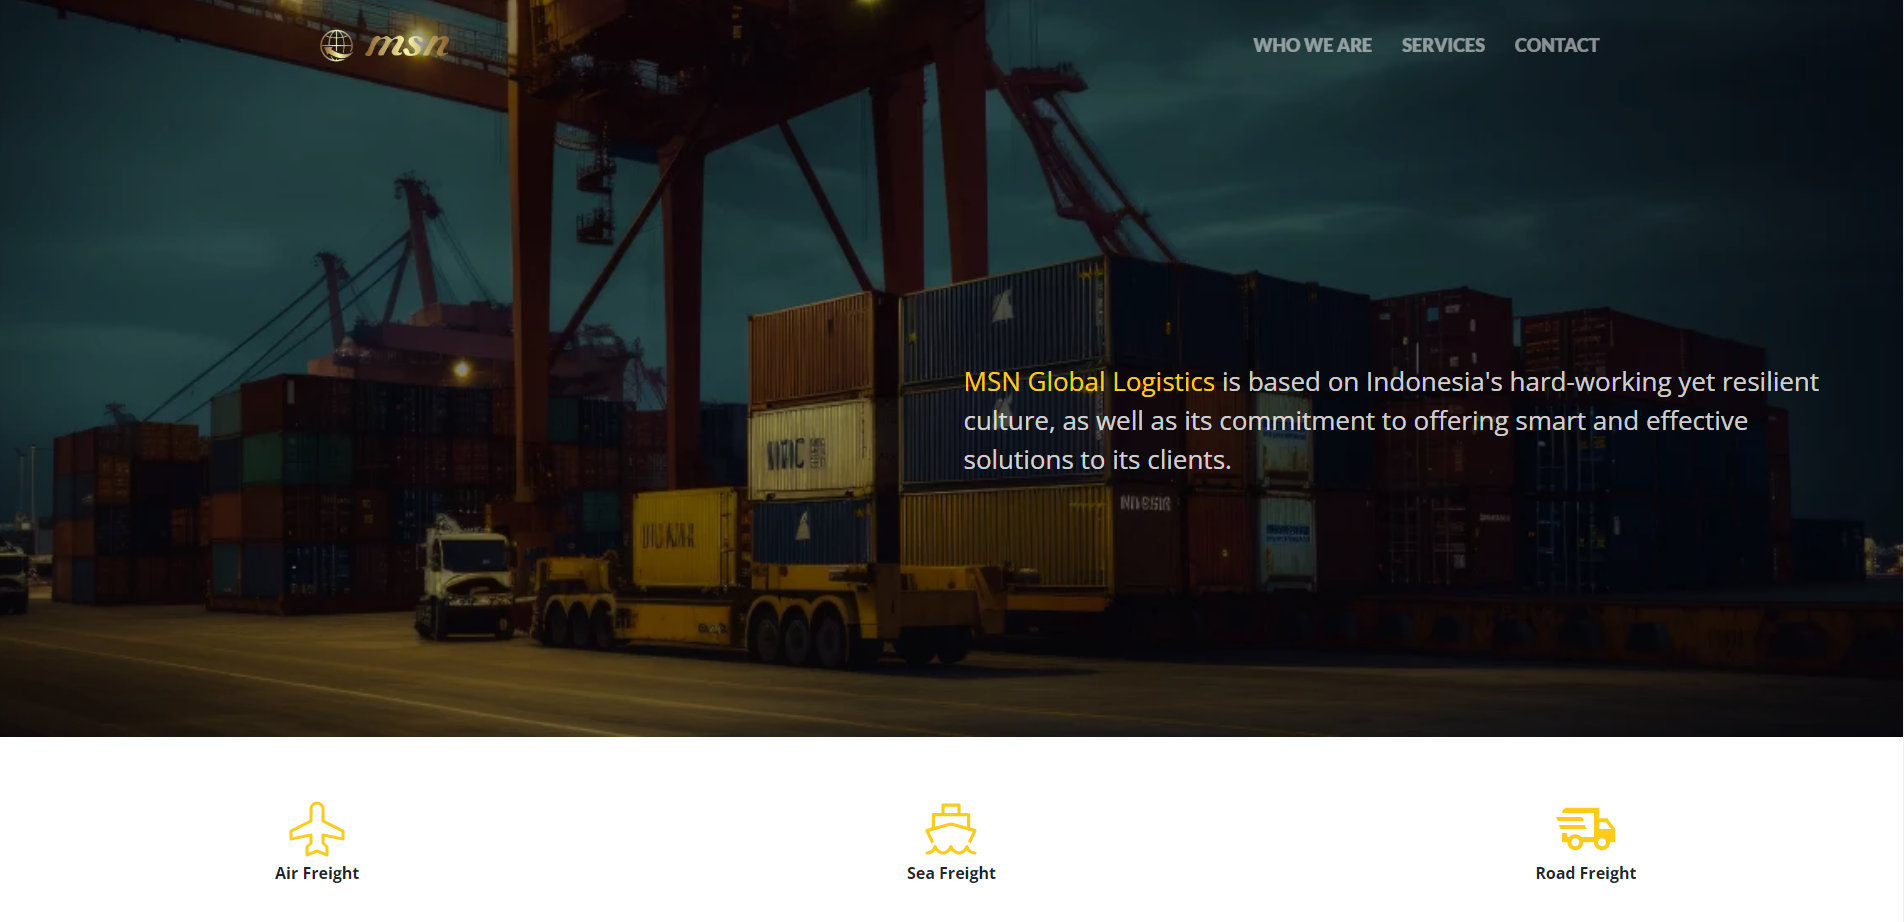 msn
WHO WE ARE SERVICES CONTACT
MSN Global Logistics is based on Indonesia's hard-working yet resilient
culture, as well as its commitment to offering smart and effective
solutions to its clients.
Air Freight
Sea Freight
Road Freight